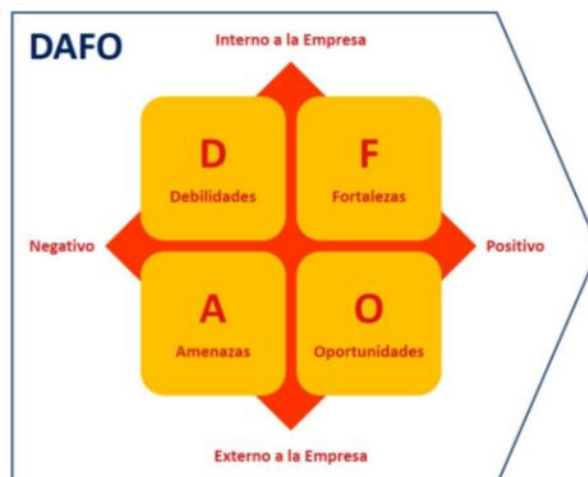 DAFO
Interno a la Empresa
D
Debilidades
F
Fortalezas
Negativo
Positivo
A
Amenazas
O
Oportunidades
Externo a la Empresa